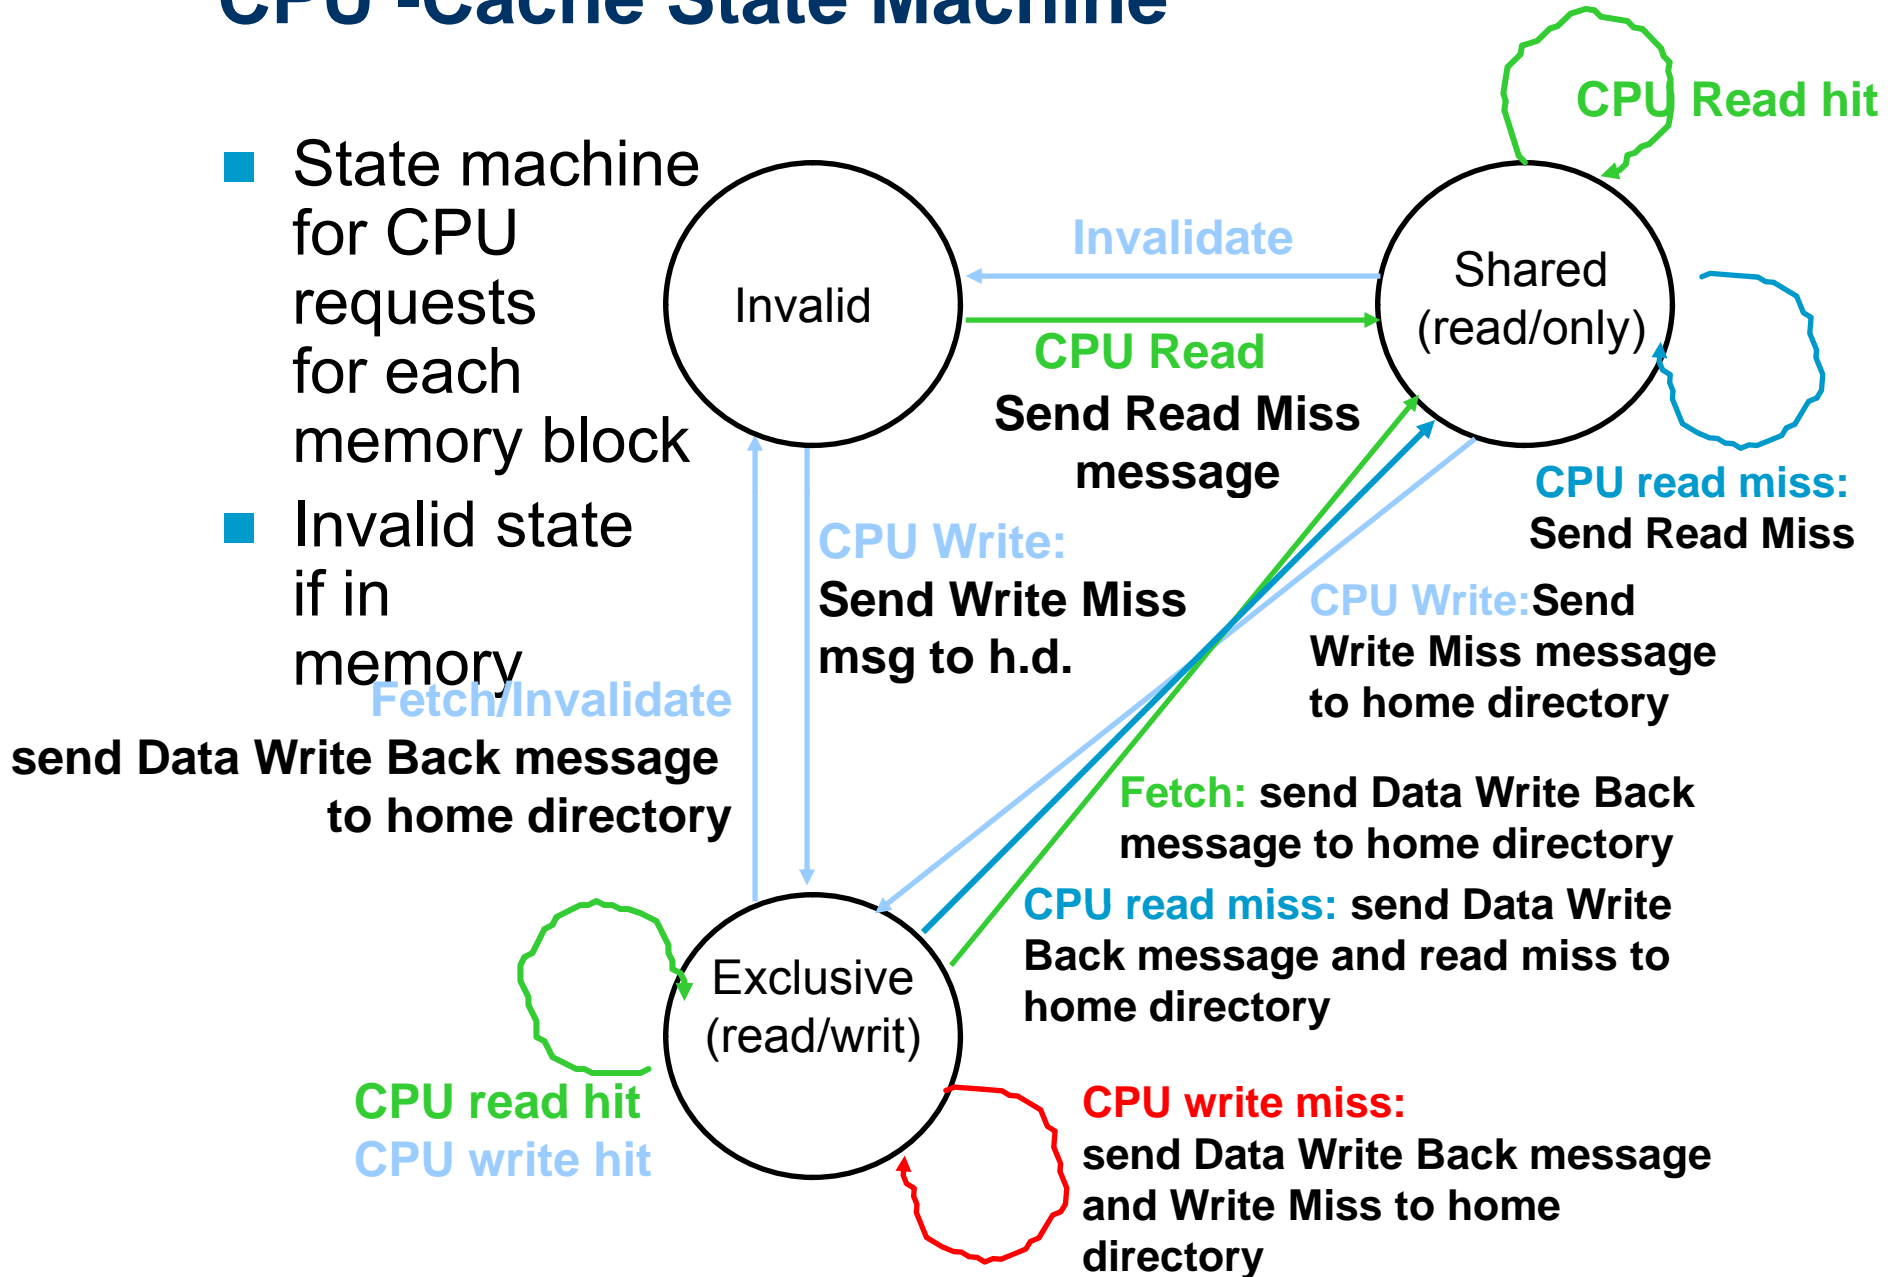 CPU -Cache State Machine
State machine
for CPU
requests
for each
memory block
Invalid state
if in
memory
Invalid
Invalidate
CPU Read
Send Read Miss
message
Shared
(read/only)
CPU Read hit
CPU read miss:
Send Read Miss
CPU Write:
Send Write Miss
msg to h.d.
CPU Write:Send
Write Miss message
to home directory
Fetch/Invalidate
send Data Write Back message
to home directory
Fetch: send Data Write Back
message to home directory
CPU read miss: send Data Write
Back message and read miss to
home directory
Exclusive
(read/writ)
CPU read hit
CPU write hit
CPU write miss:
send Data Write Back message
and Write Miss to home
directory